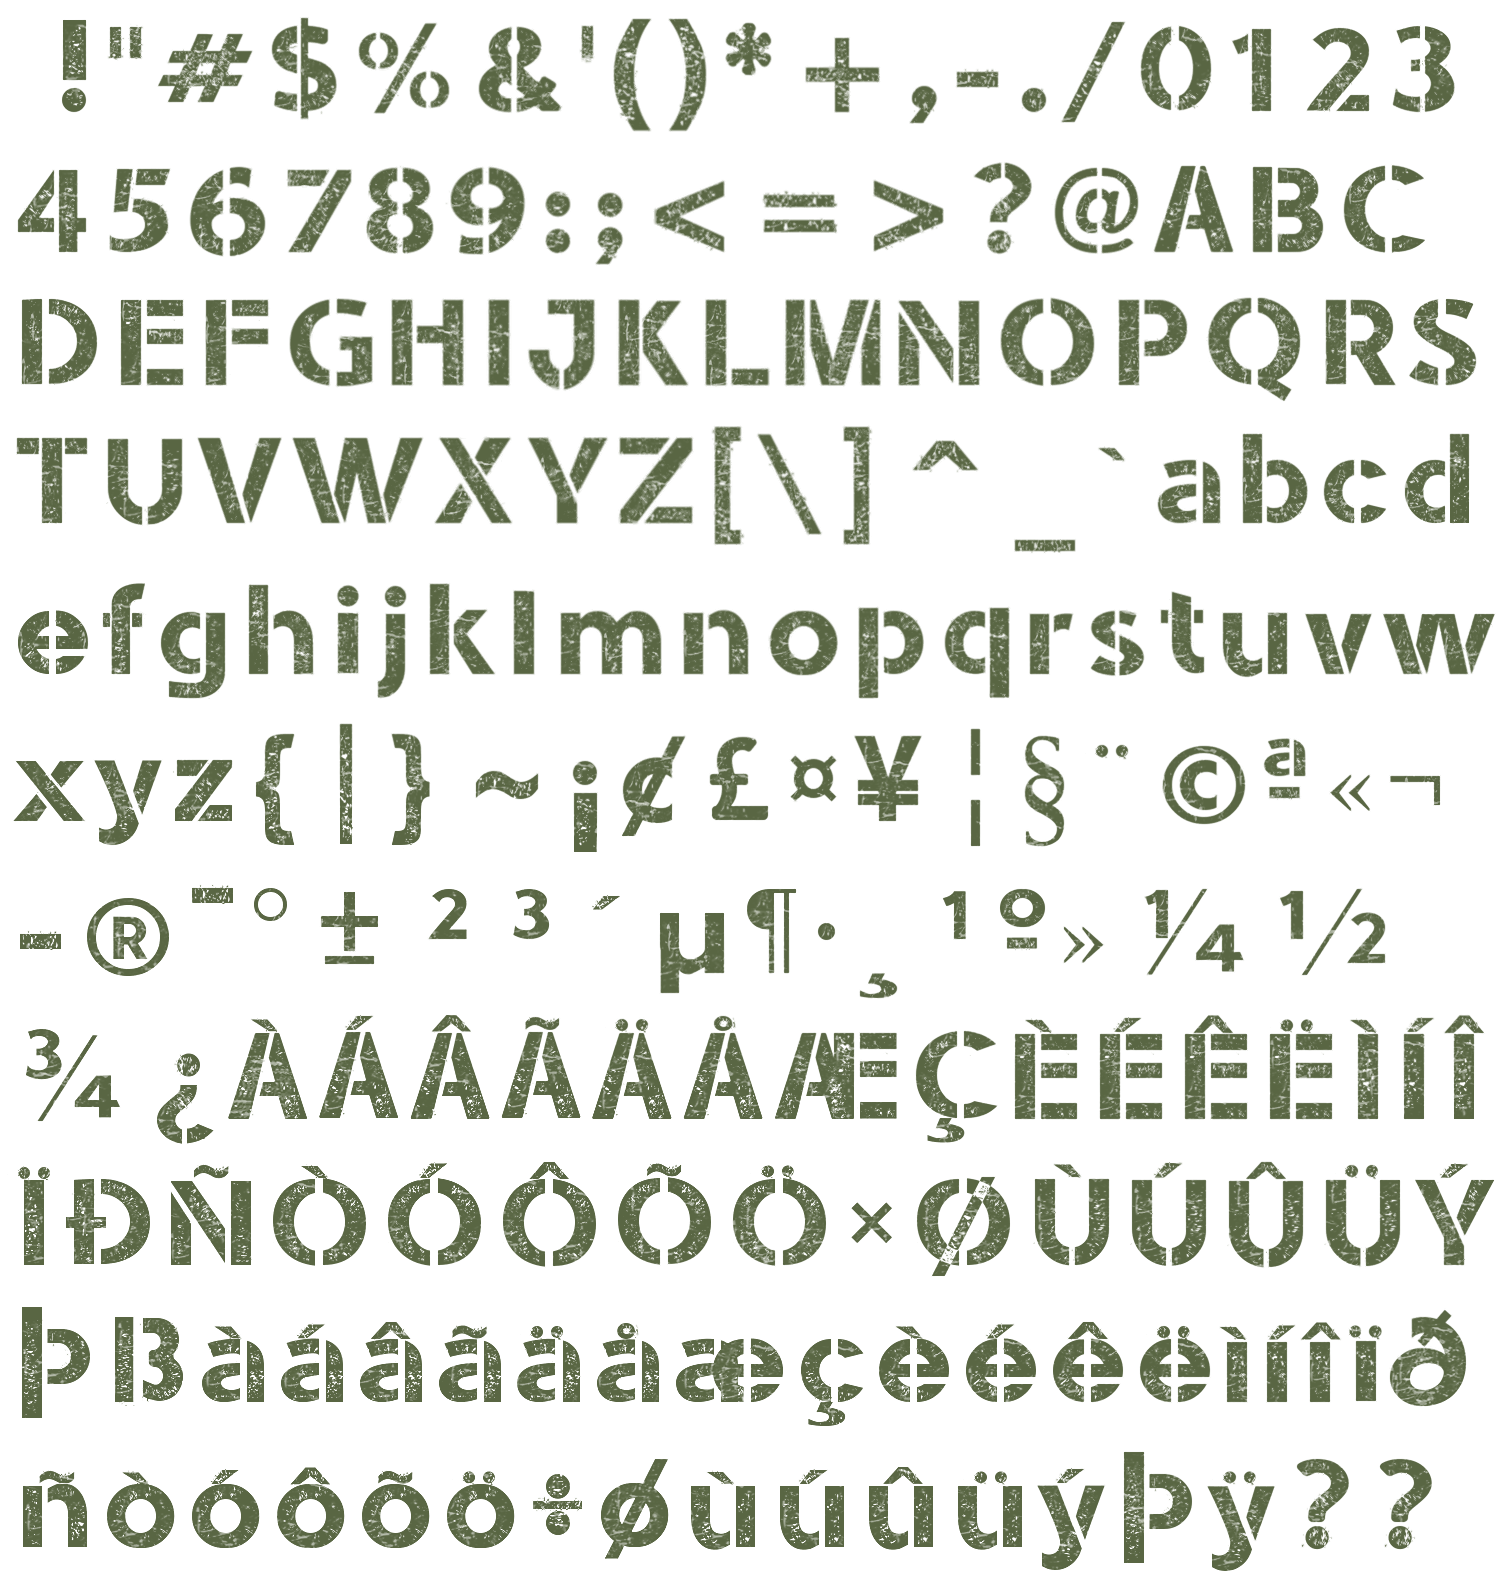 !"#$%&'()*+,-./0123
456789:;<=>?@ABC
DEFGHIJKLMNOPQRS
TUVWXYZ[\]^_`abcd
efghijklmnopqrstuvw
xyz{|}~¡¢£¤¥¦§¨©ª«¬
-®¯°±²³´µ¶·¸¹º»¼½
¾¿ÀÁÂÃÄÅÆÇÈÉÊËÌÍÎ
ÏÐÑÒÓÔÕÖ×ØÙÚÛÜÝ
Þßàáâãäåæçèéêëìíîïð
ñòóôõö÷øùúûüýþÿ??